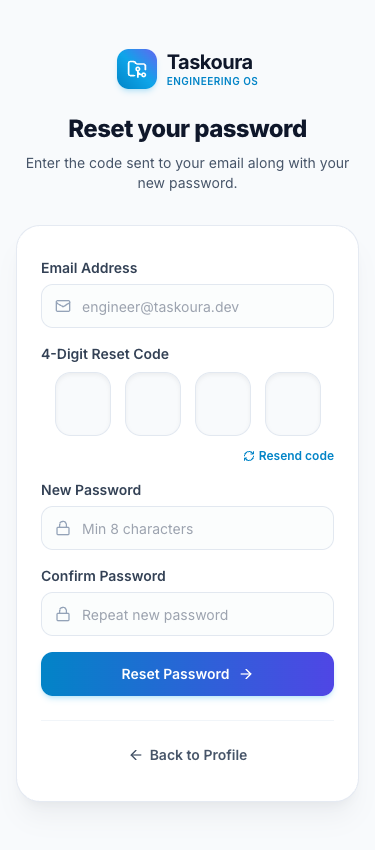 Taskoura
ENGINEERING OS
Reset your password
Enter the code sent to your email along with your
new password.
Email Address
engineer@taskoura.dev
4-Digit Reset Code
Resend code
New Password
Min 8 characters
Confirm Password
Repeat new password
Reset Password
Back to Profile